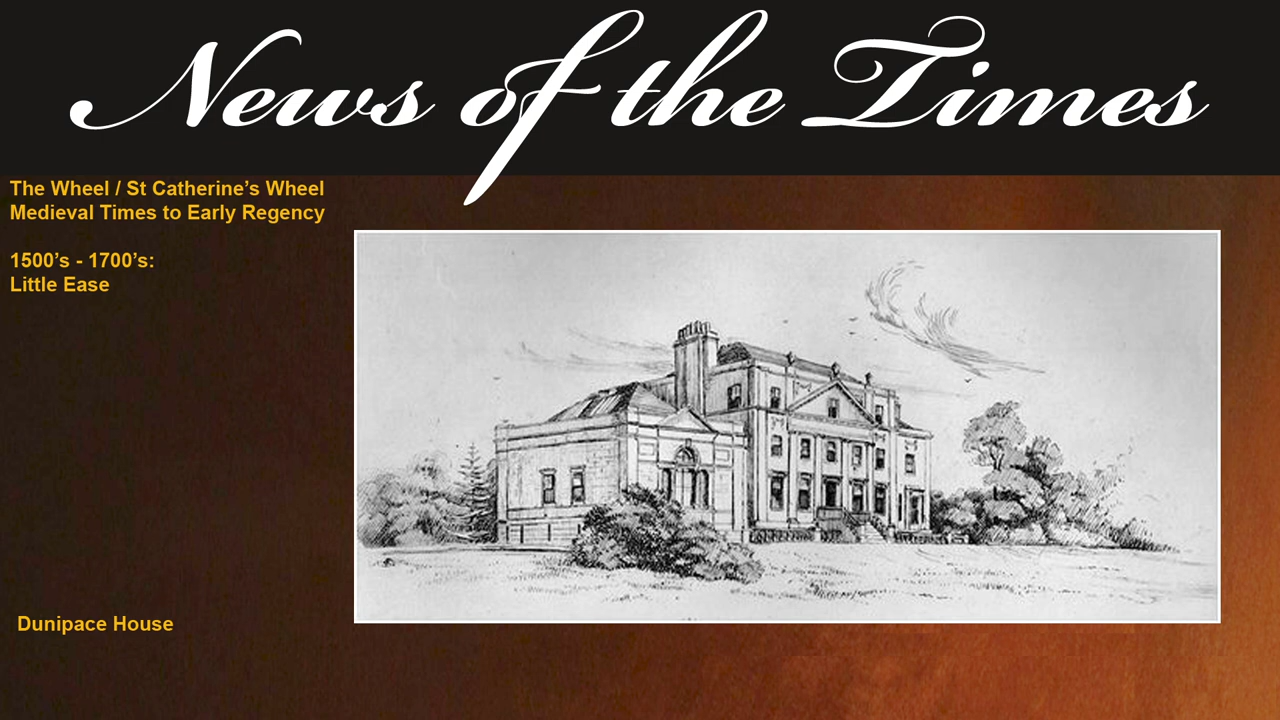 News of the Times
The Wheel / St Catherine’s Wheel
Medieval Times to Early Regency
1500’s - 1700’s:
Little Ease
Dunipace House